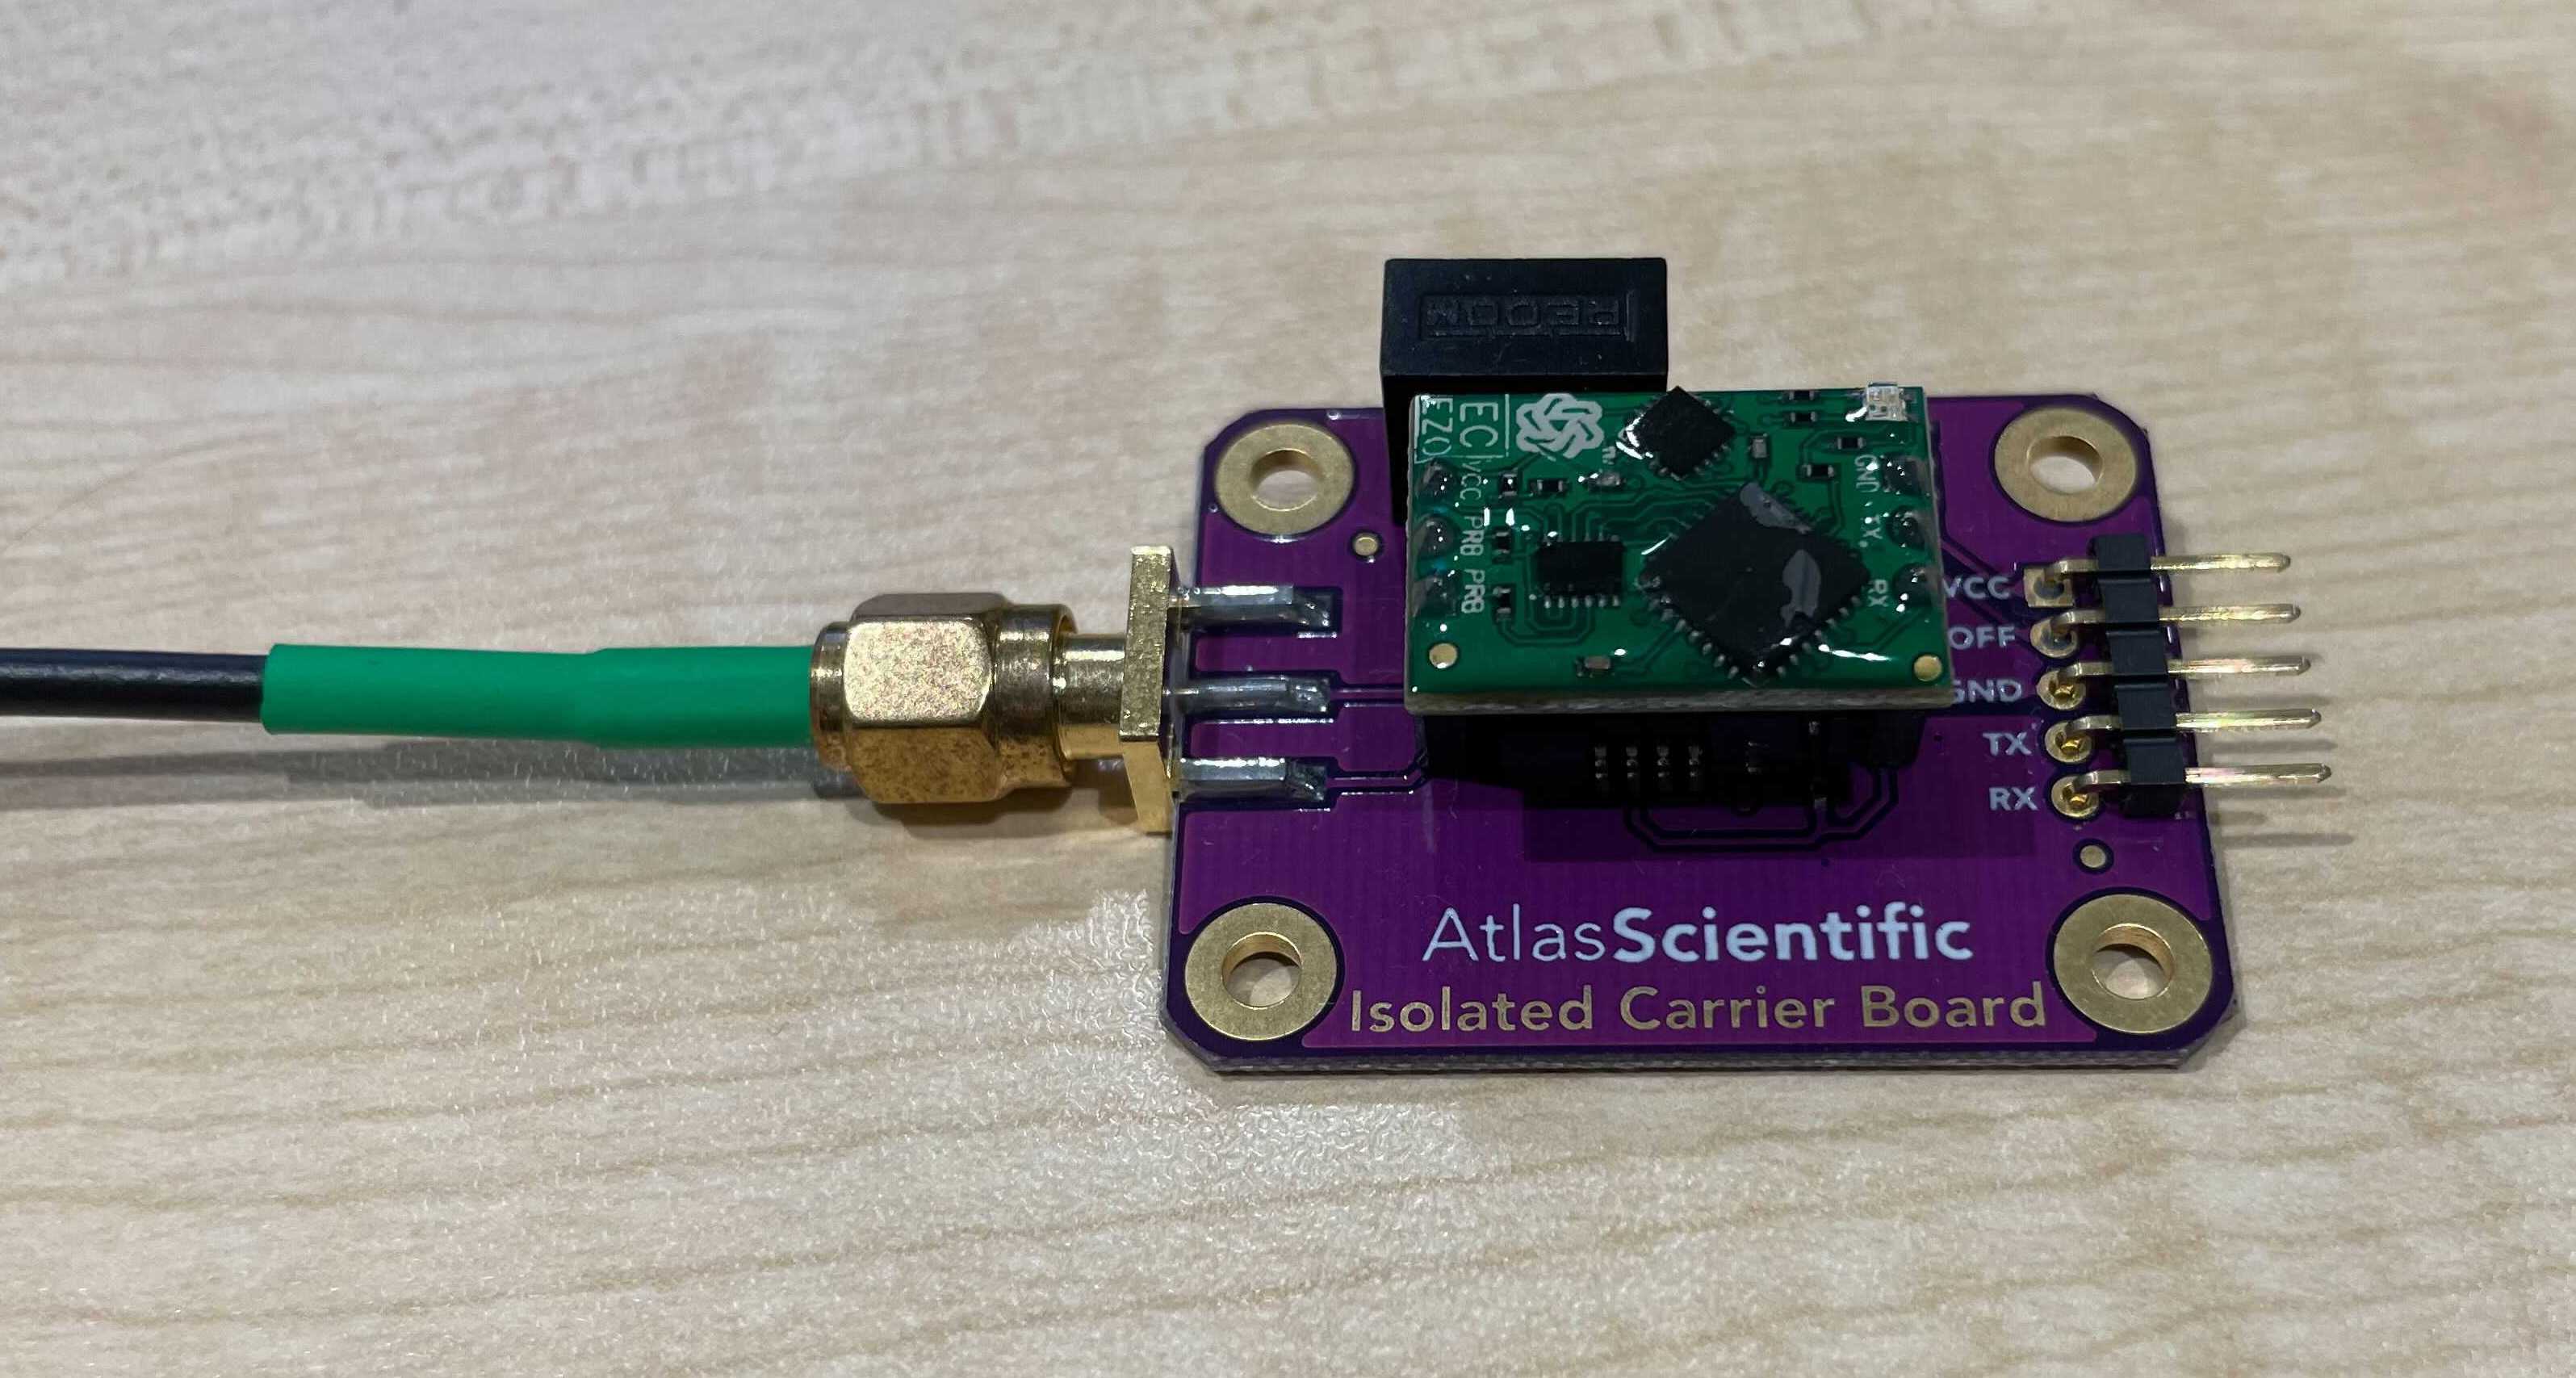 RECOM
EZO
EC
VCC PRB PRB
GND TX RX
VCC
OFF
GND
TX
RX
AtlasScientific
Isolated Carrier Board